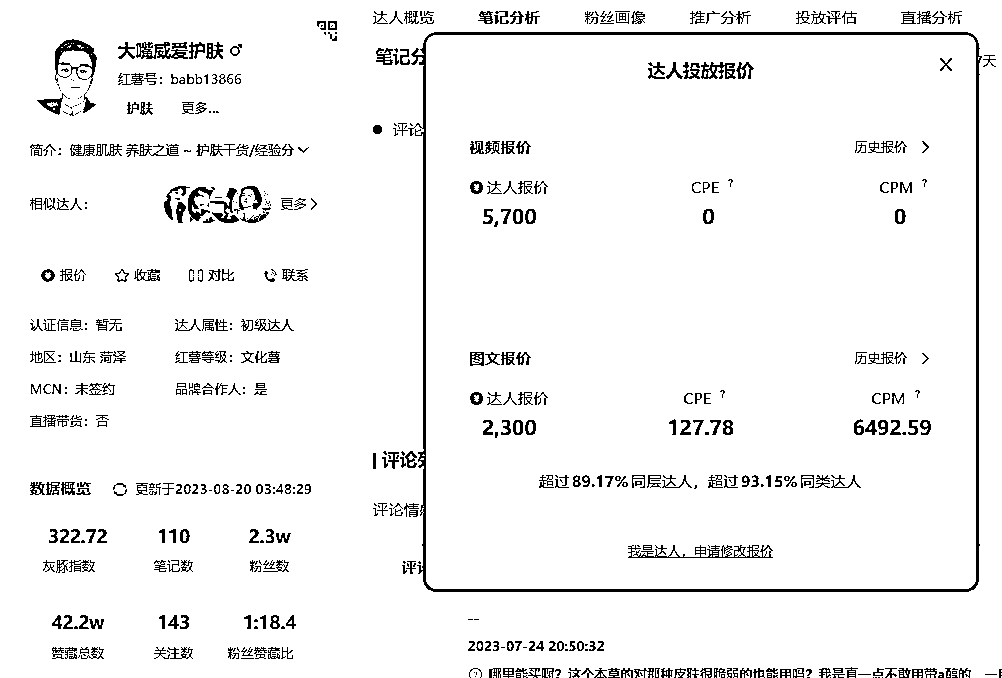 大嘴威爱护肤♂
红薯号：babb13866
护肤 更多...
简介：健康肌肤 养肤之道 ~ 护肤干货/经验分
相似达人：
更多
报价 收藏 对比 联系
认证信息：暂无 达人属性：初级达人
地区：山东 菏泽 红薯等级：文化薯
MCN：未签约 品牌合作人：是
直播带货：否
数据概览 更新于2023-08-20 03:48:29
322.72 110 2.3w
灰豚指数 笔记数 粉丝数
42.2w 143 1:18.4
赞藏总数 关注数 粉丝赞藏比
达人概览 笔记分析 粉丝画像 推广分析 投放评估 直播分析
笔记分
天
评论
达人投放报价
视频报价 历史报价
达人报价 CPE ? CPM ?
5,700 0 0
图文报价 历史报价
达人报价 CPE ? CPM ?
2,300 127.78 6492.59
超过 89.17% 同层达人，超过 93.15% 同类达人
我是达人，申请修改报价
评论
评论情
评
--
2023-07-24 20:50:32
哪里能买啊？这个本草的对那种皮肤很脆弱的也能用吗？我是真一点不敢用带a醇的